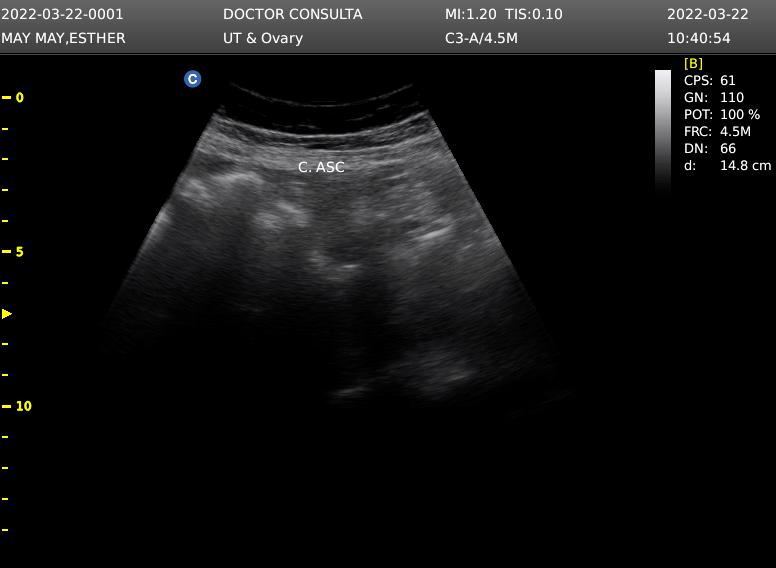 2022-03-22-0001 DOCTOR CONSULTA MI:1.20 TIS:0.10 2022-03-22
MAY MAY,ESTHER UT & Ovary C3-A/4.5M 10:40:54
[B]
C
CPS: 61
0
GN: 110
POT: 100 %
FRC: 4.5M
DN: 66
d: 14.8 cm
C. ASC
5
10